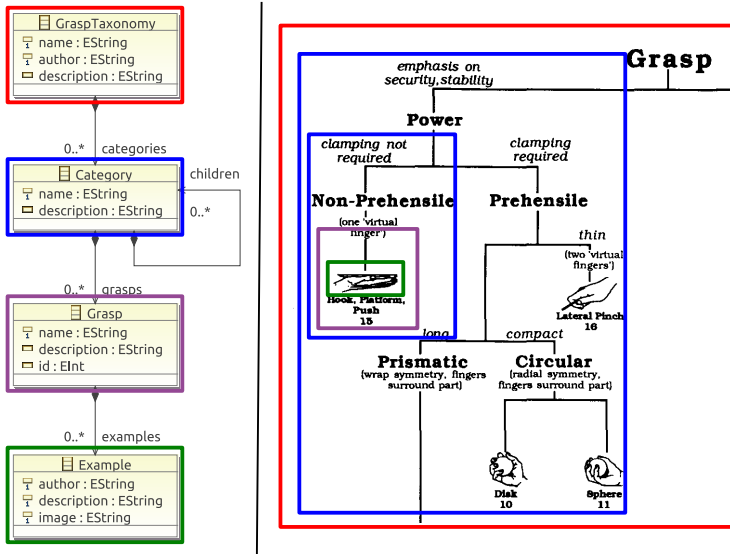 GraspTaxonomy
name : EString
author : EString
description : EString
0..* categories
Category
name : EString
description : EString
children
0..*
0..* grasps
Grasp
name : EString
description : EString
id : EInt
0..* examples
Example
author : EString
description : EString
image : EString
Grasp
emphasis on
security, stability
Power
clamping not
required
clamping
required
Non-Prehensile
Prehensile
(one 'virtual
finger')
thin
(two 'virtual
fingers')
Hook, Platform,
Push
15
Lateral Pinch
16
long
compact
Prismatic
(wrap symmetry, fingers
surround part)
Circular
(radial symmetry,
fingers surround part)
Disk
10
Sphere
11